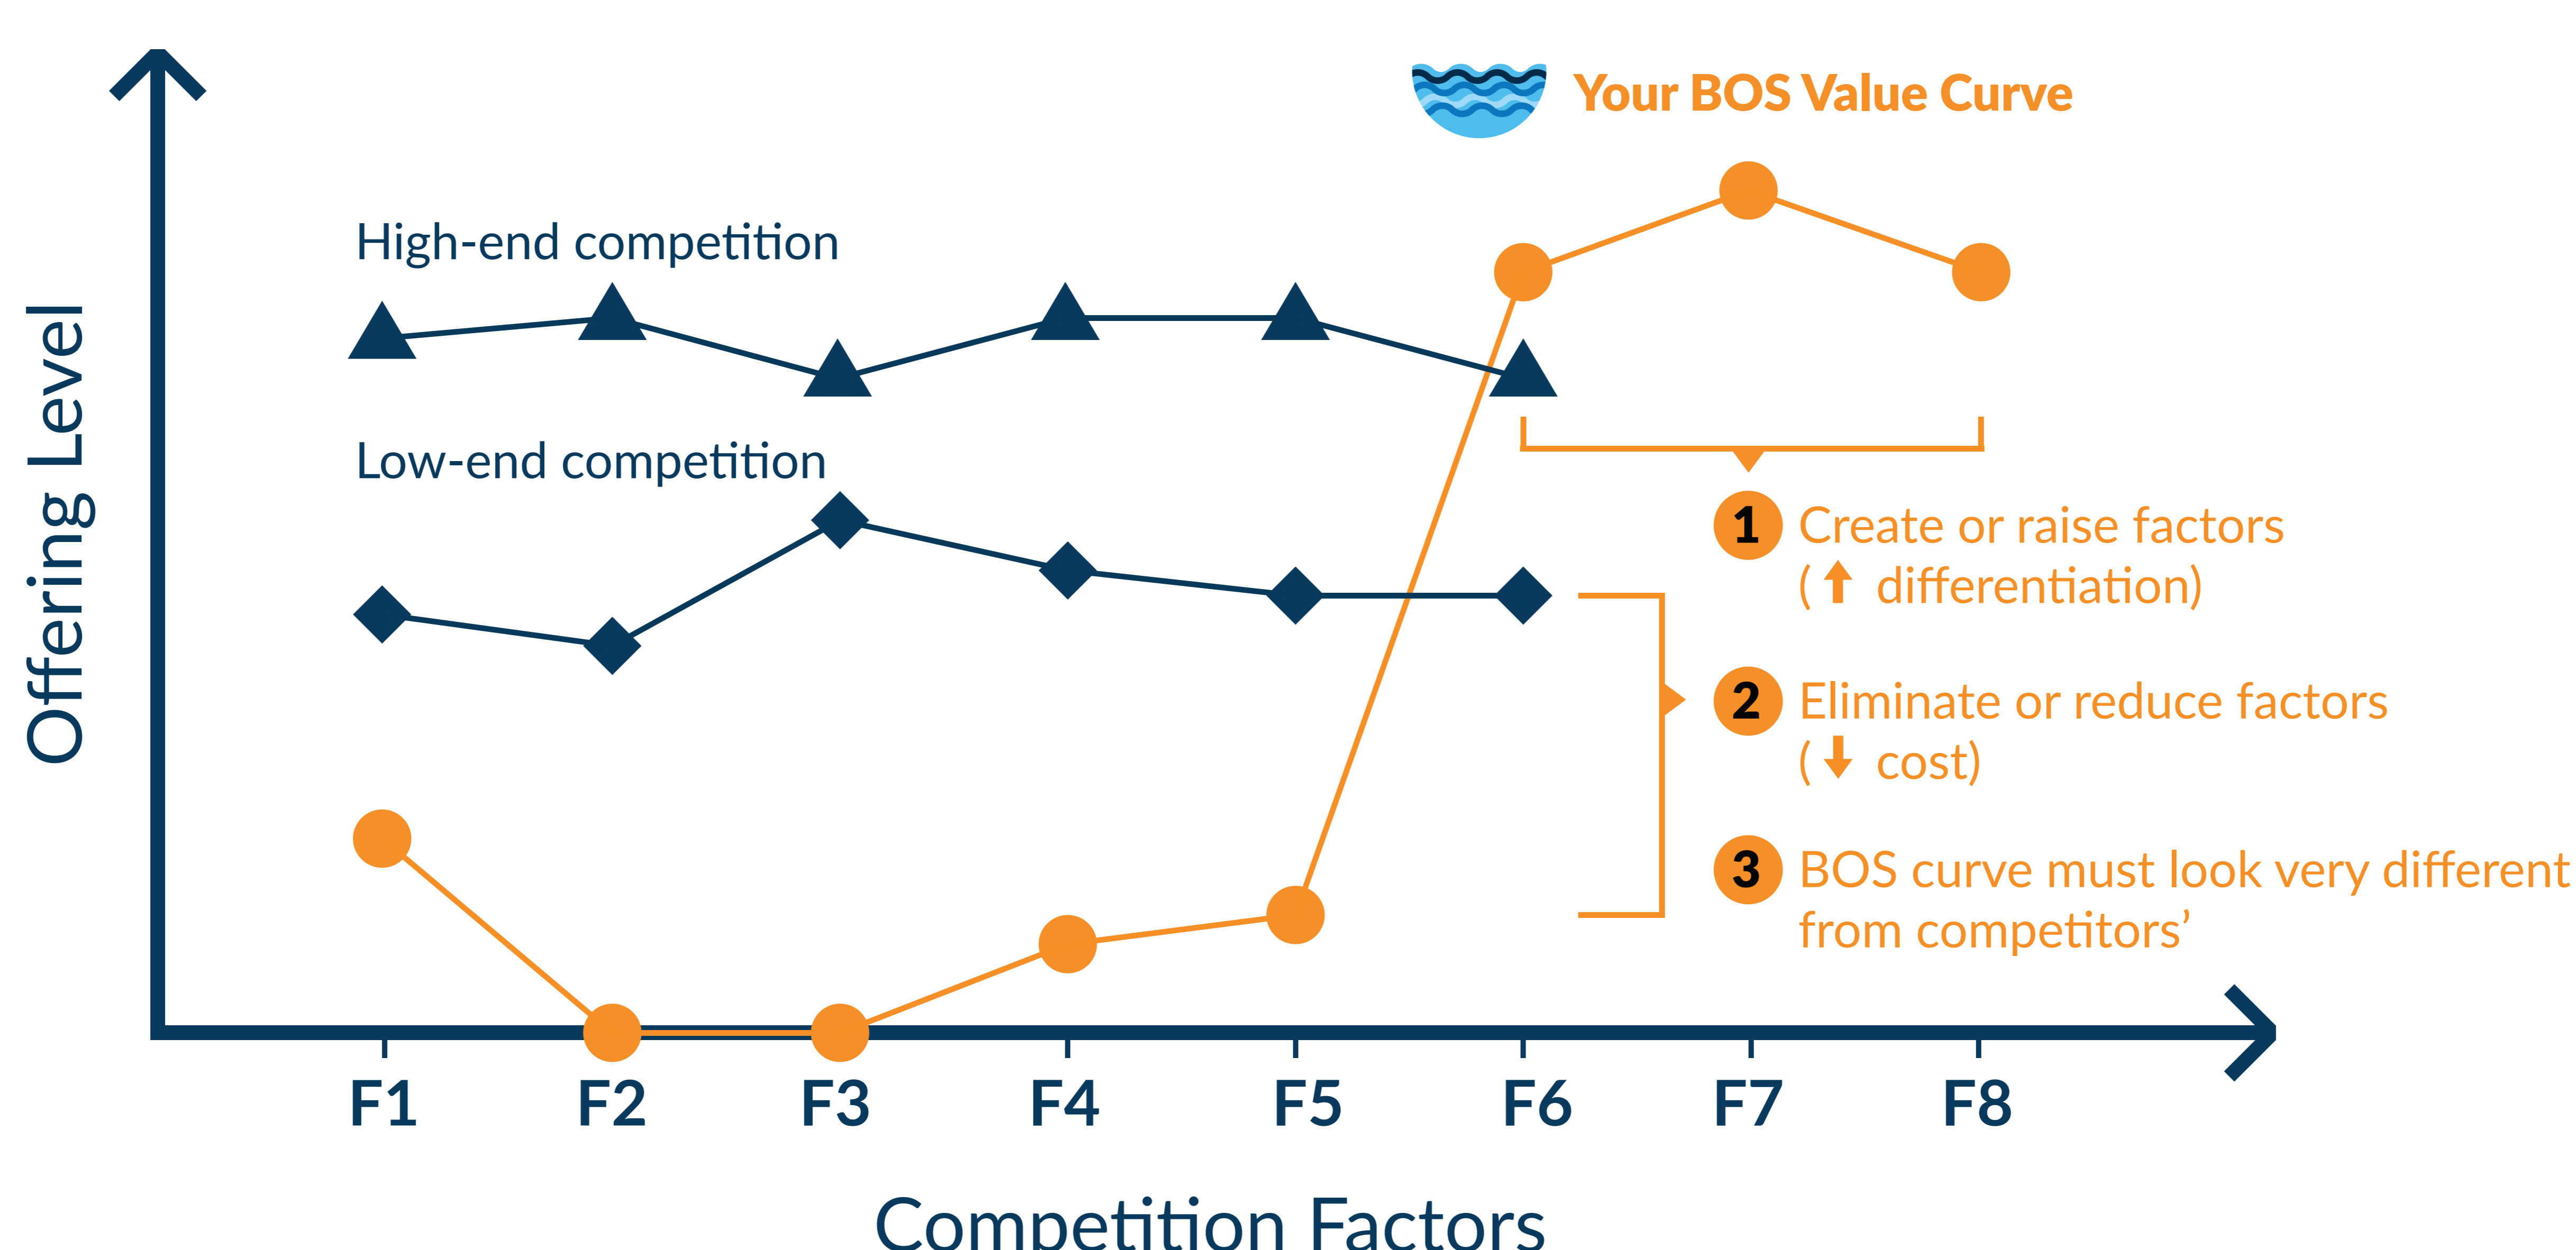 Your BOS Value Curve
High-end competition
Low-end competition
Offering Level
1 Create or raise factors
(↑ differentiation)
2 Eliminate or reduce factors
(↓ cost)
3 BOS curve must look very different
from competitors’
F1 F2 F3 F4 F5 F6 F7 F8
Competition Factors